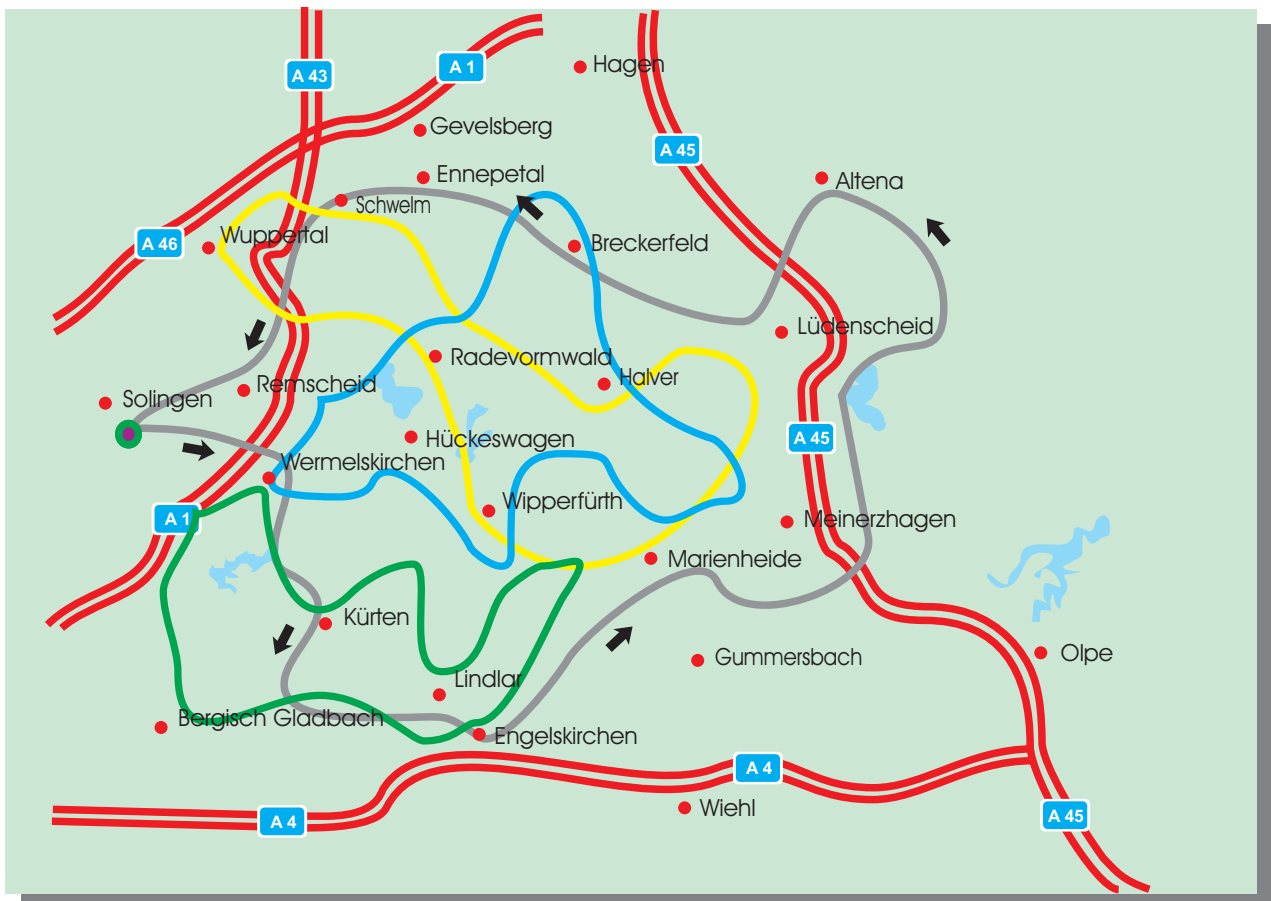 Hagen
A 1
A 43
Gevelsberg
A 45
Ennepetal
Altena
Schwelm
Wuppertal
A 46
Breckerfeld
Lüdenscheid
Radevormwald
Halver
Remscheid
Solingen
Hückeswagen
A 45
Wermelskirchen
Wipperfürth
A 1
Meinerzhagen
Marienheide
Kürten
Olpe
Gummersbach
Lindlar
Bergisch Gladbach
Engelskirchen
A 4
Wiehl
A 45
A 4